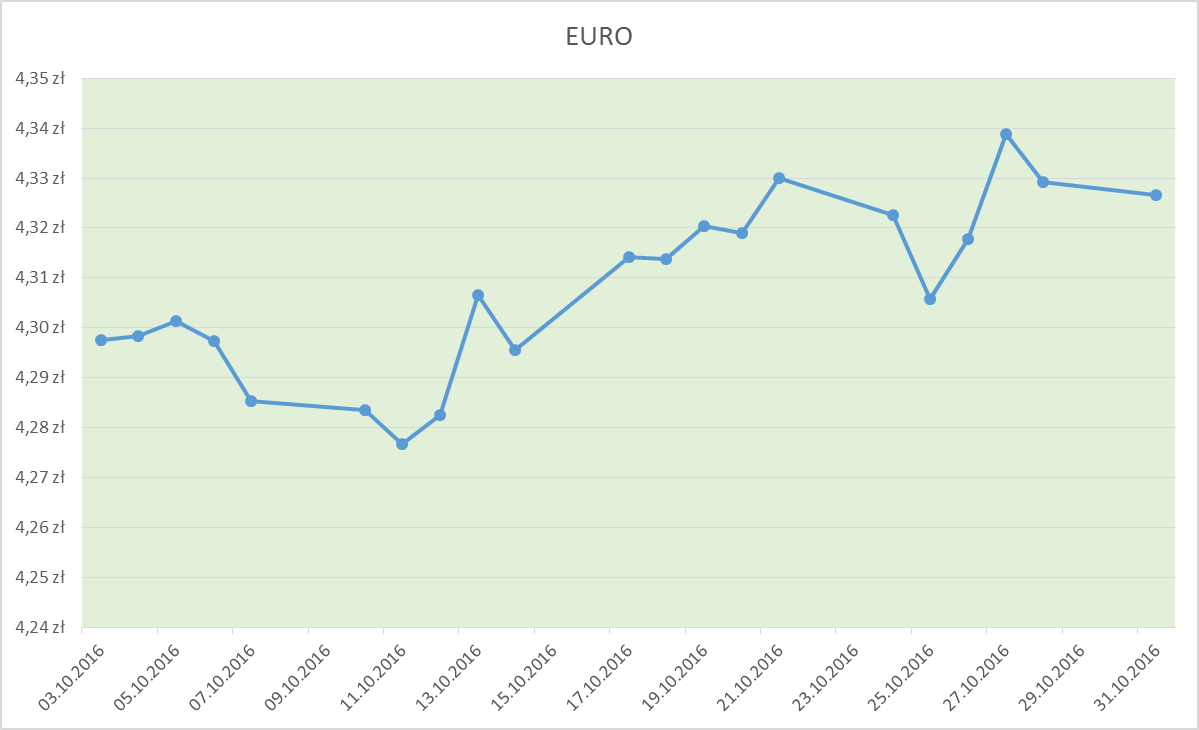 EURO
4,35 zł
4,34 zł
4,33 zł
4,32 zł
4,31 zł
4,30 zł
4,29 zł
4,28 zł
4,27 zł
4,26 zł
4,25 zł
4,24 zł
03.10.2016
05.10.2016
07.10.2016
09.10.2016
11.10.2016
13.10.2016
15.10.2016
17.10.2016
19.10.2016
21.10.2016
23.10.2016
25.10.2016
27.10.2016
29.10.2016
31.10.2016